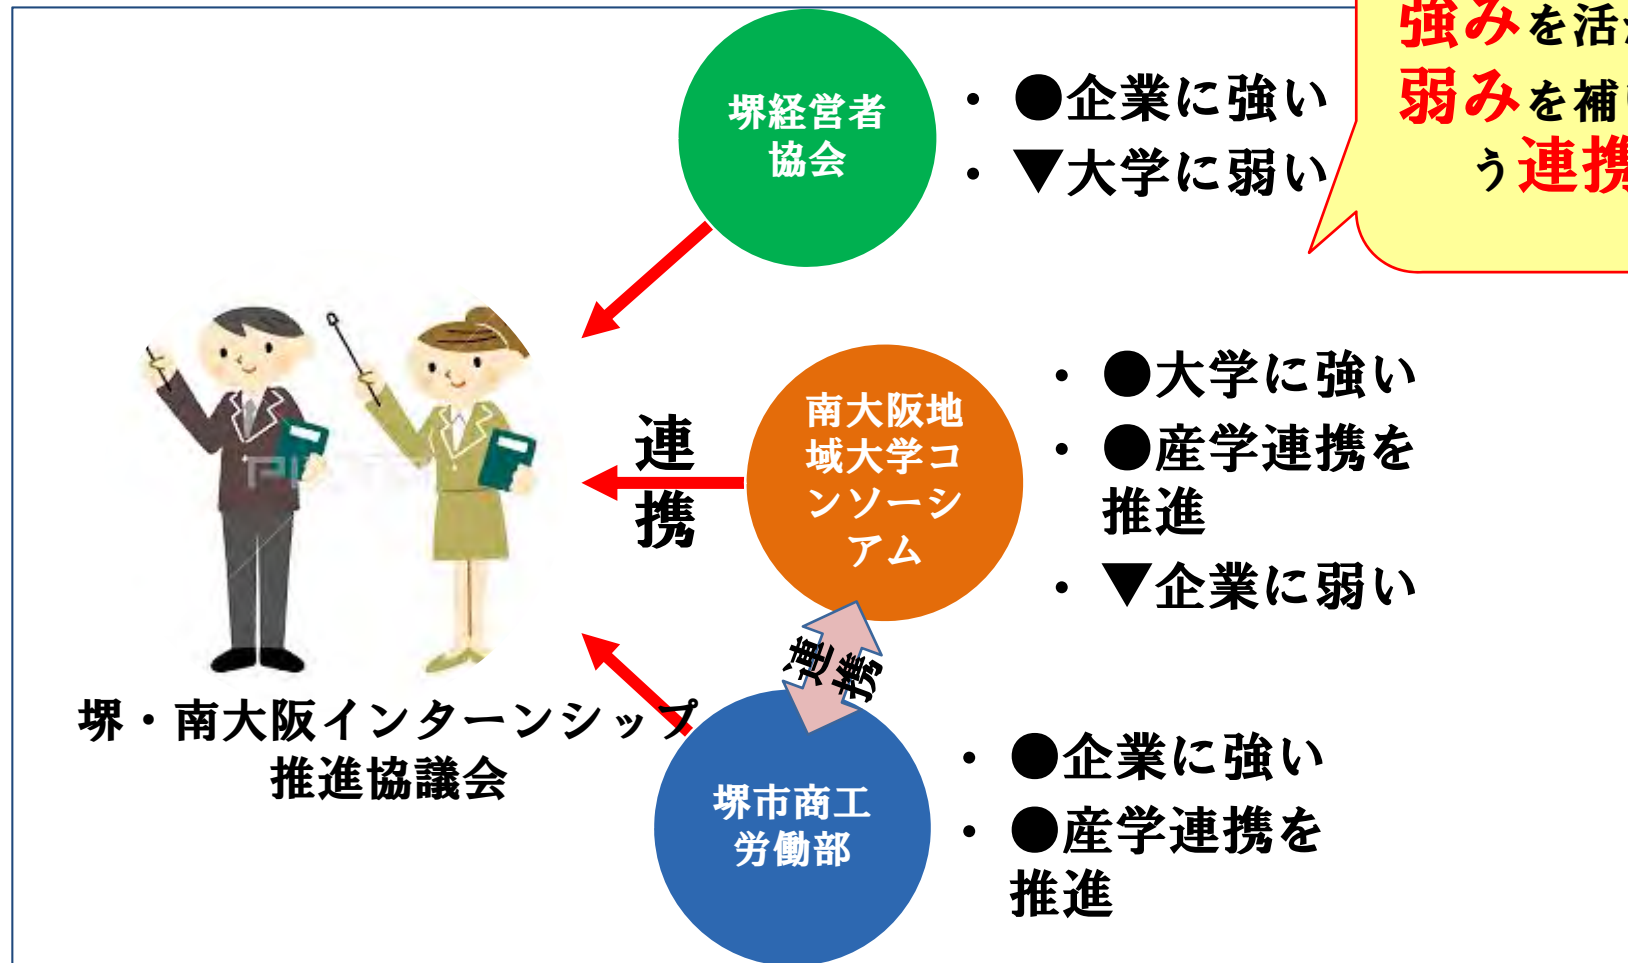 堺経営者
協会
・ ●企業に強い
・ ▼大学に弱い
強みを活
弱みを補
う連携
南大阪地
域大学コ
ンソーシ
アム
・ ●大学に強い
・ ●産学連携を
推進
・ ▼企業に弱い
連
携
連
携
堺・南大阪インターンシップ
推進協議会
堺市商工
労働部
・ ●企業に強い
・ ●産学連携を
推進